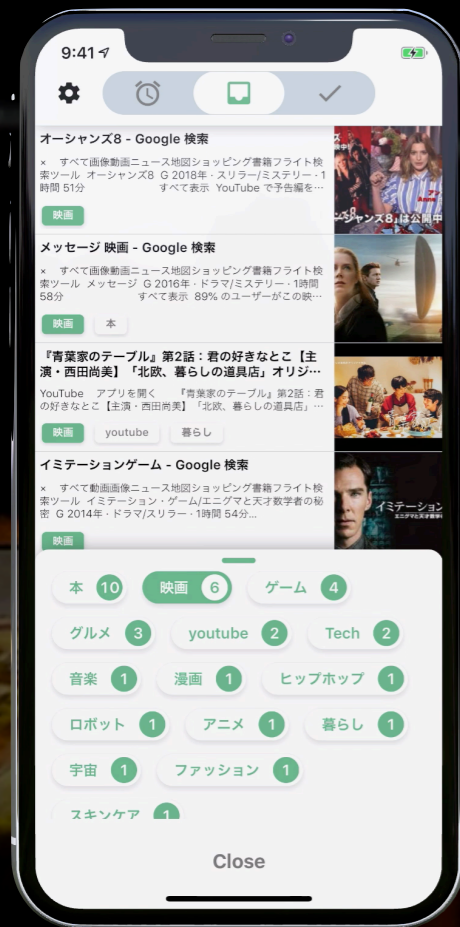 9:41
オーシャンズ8 - Google 検索
×　すべて画像動画ニュース地図ショッピング書籍フライト検
索ツール オーシャンズ8 G 2018年 · スリラー/ミステリー · 1
時間 51分　すべて表示 YouTube で予告編を…
映画
ンズ8」は公開中
メッセージ 映画 - Google 検索
×　すべて画像動画ニュース地図ショッピング書籍フライト検
索ツール メッセージ G 2016年 · ドラマ/ミステリー · 1時間
58分　すべて表示 89% のユーザーがこの映…
映画 本
『青葉家のテーブル』第2話：君の好きなとこ【主
演・西田尚美】「北欧、暮らしの道具店」オリジ…
YouTube アプリを開く 『青葉家のテーブル』第2話：君
の好きなとこ【主演・西田尚美】「北欧、暮らしの道具店」…
映画 youtube 暮らし
イミテーションゲーム - Google 検索
×　すべて動画画像ニュース地図ショッピング書籍フライト検
索ツール イミテーション・ゲーム/エニグマと天才数学者の秘
密 G 2014年 · ドラマ/スリラー · 1時間 54分...
映画
イミテーション
エニグマと天才数学者
本 10 映画 6 ゲーム 4
グルメ 3 youtube 2 Tech 2
音楽 1 漫画 1 ヒップホップ 1
ロボット 1 アニメ 1 暮らし 1
宇宙 1 ファッション 1
スキンケア 1
Close